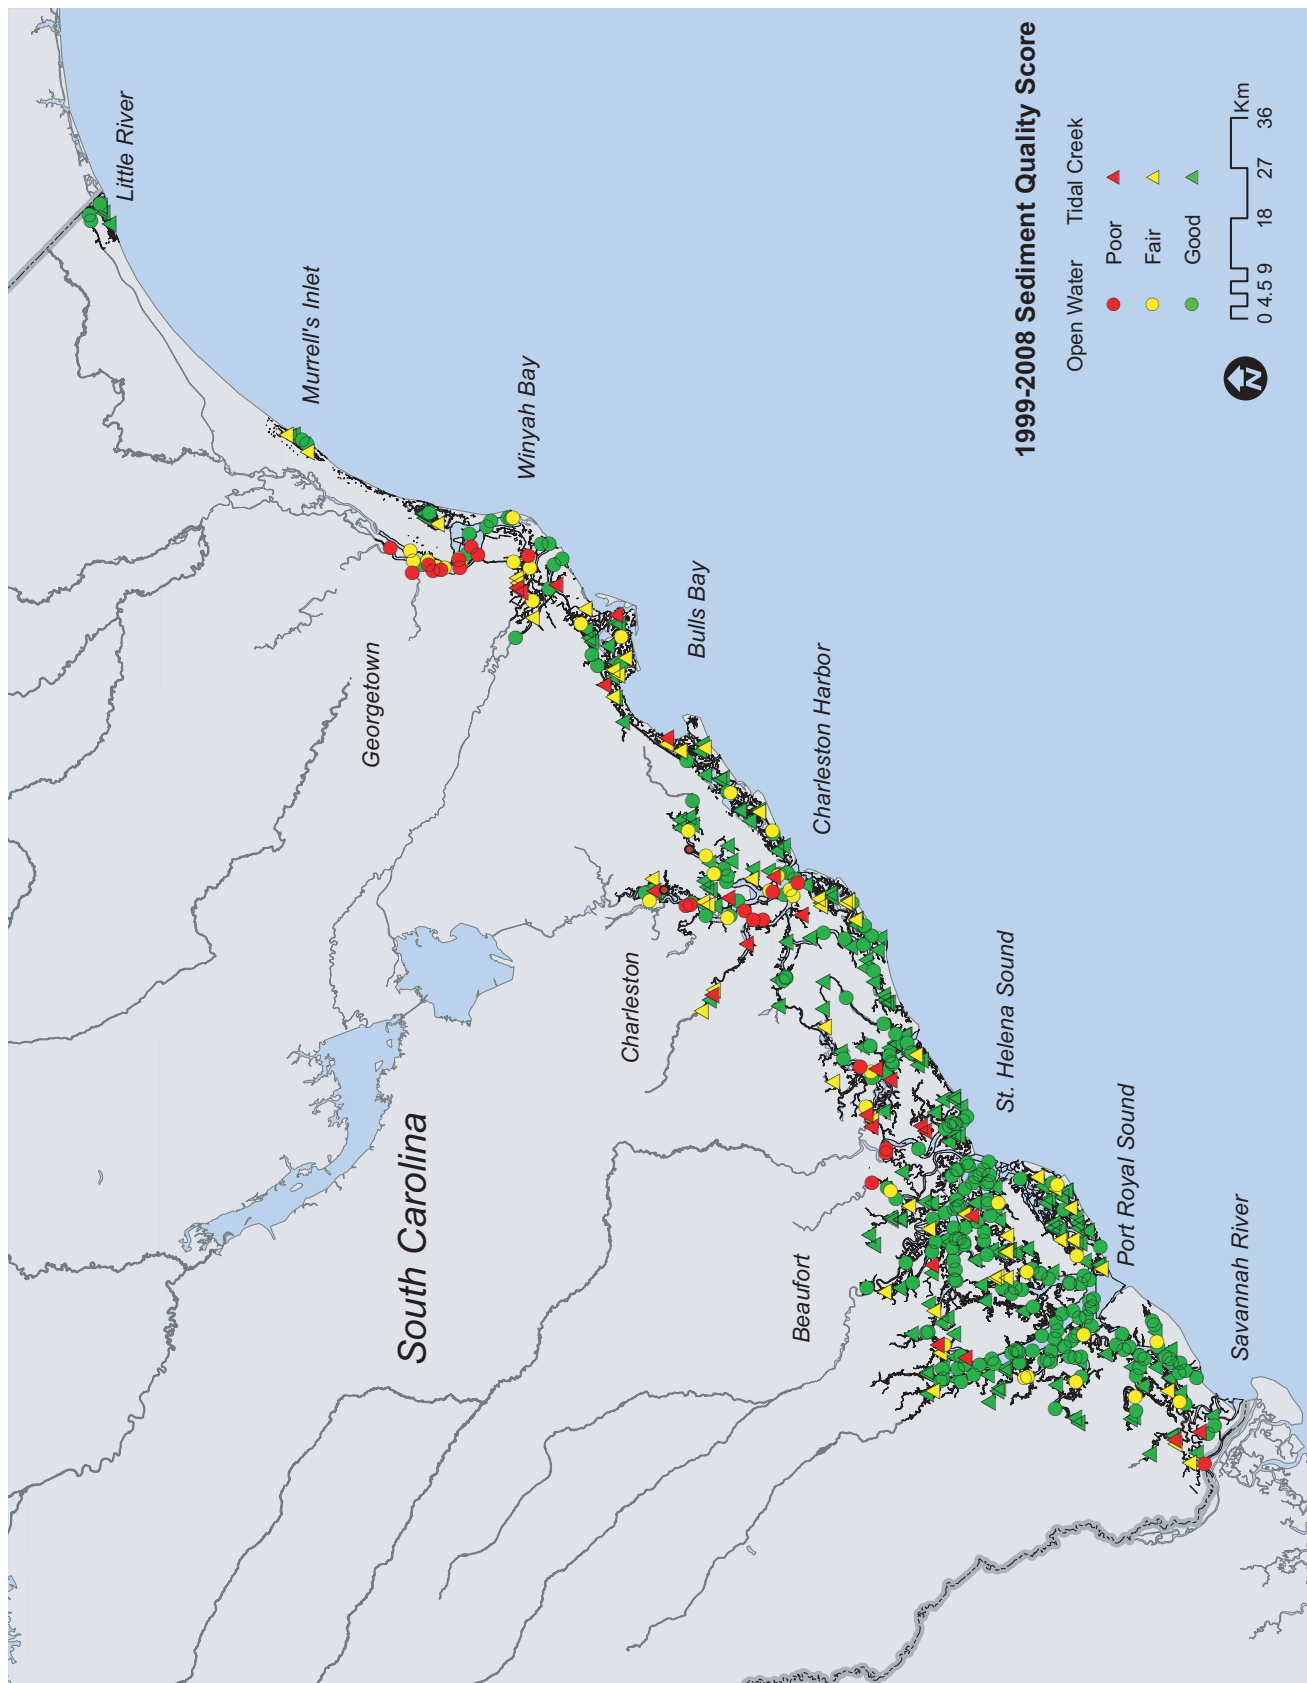 1999-2008 Sediment Quality Score
Open Water Tidal Creek
Poor
Fair
Good
0 4.5 9 18 27 36
Km
N
Little River
Murrell's Inlet
Winyah Bay
Georgetown
Bulls Bay
Charleston Harbor
Charleston
South Carolina
St. Helena Sound
Beaufort
Port Royal Sound
Savannah River